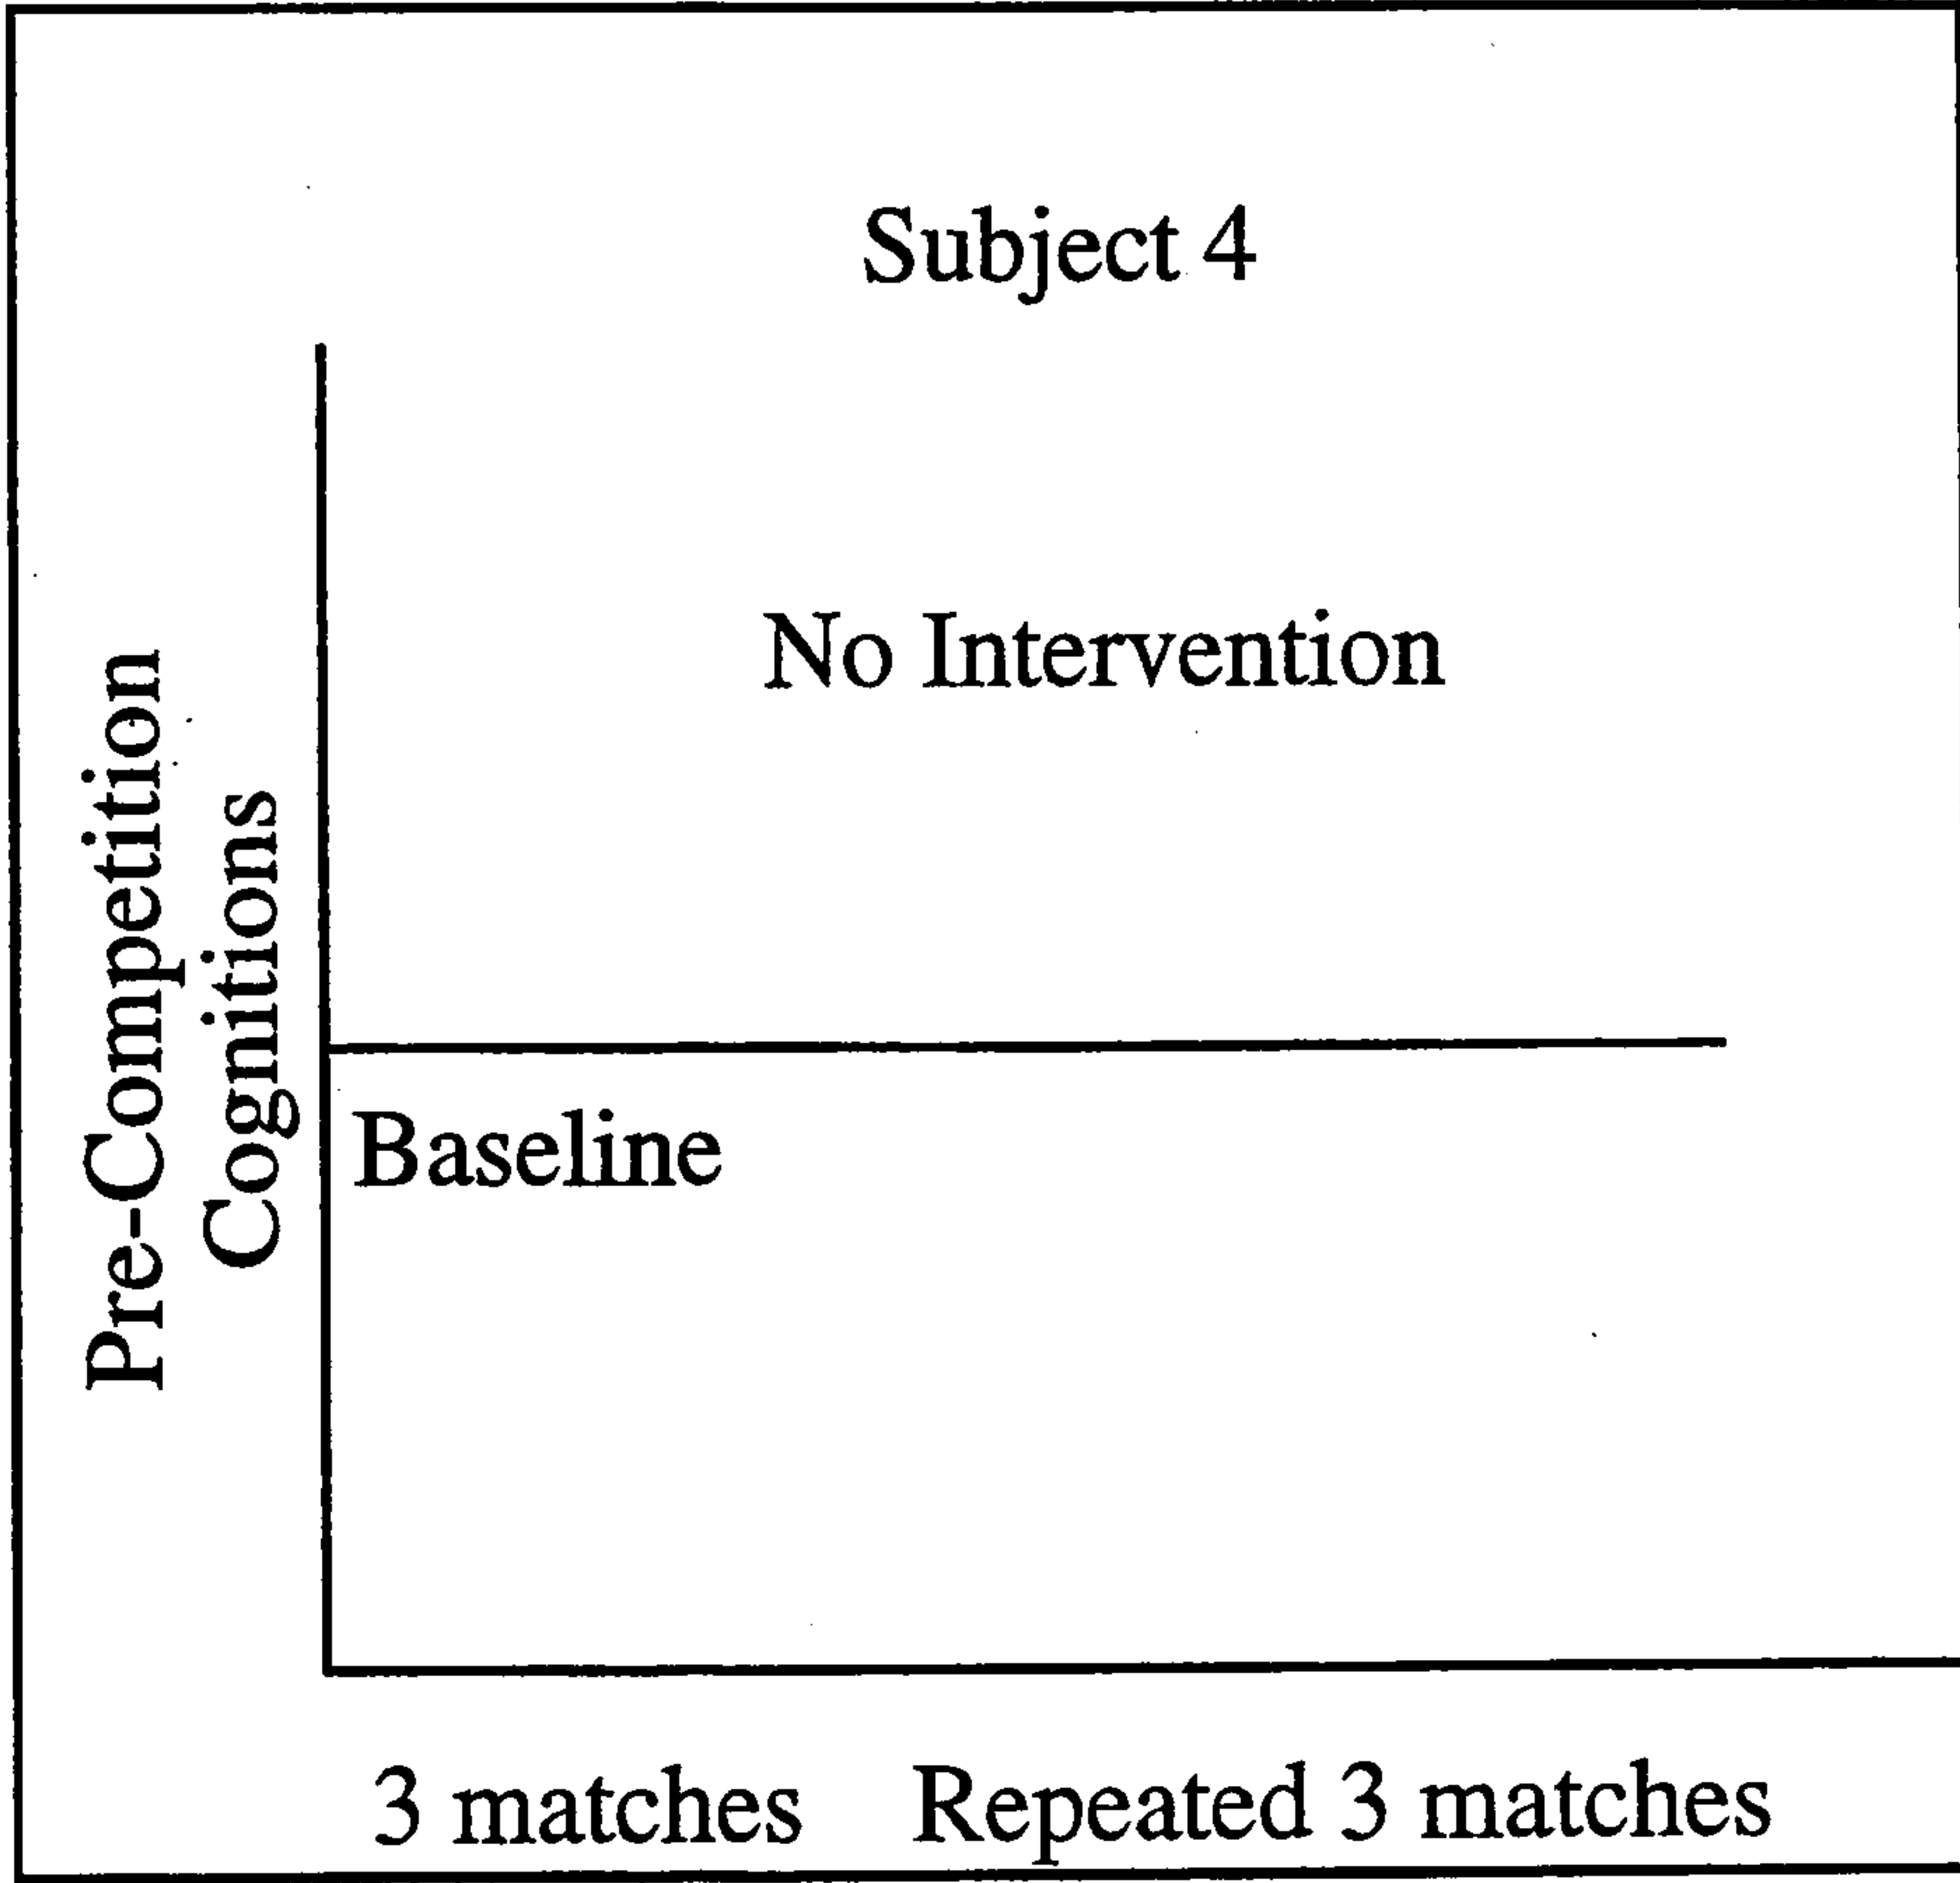 Subject 4
No Intervention
Pre-Competition
Cognitions
Baseline
3 matches Repeated 3 matches